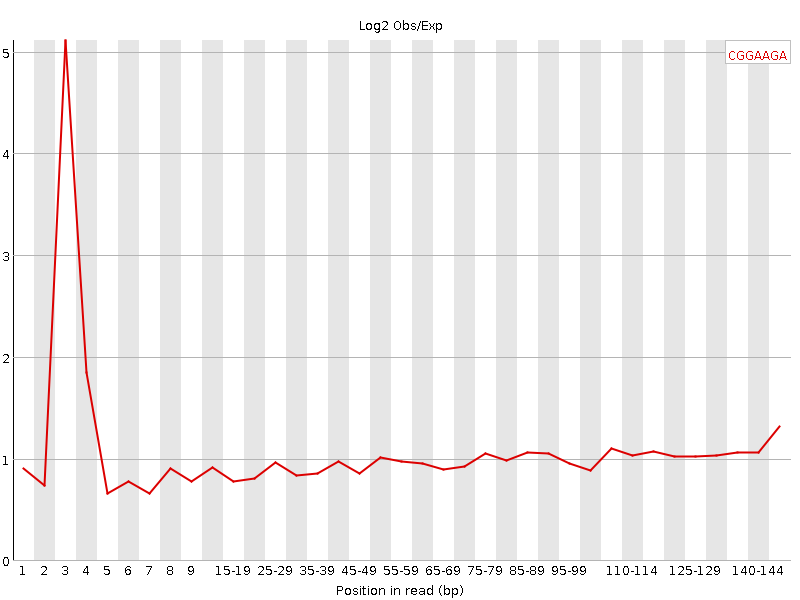 Log2 Obs/Exp
CGGAAGA
5
4
3
2
1
0
1 2 3 4 5 6 7 8 9 15-19 25-29 35-39 45-49 55-59 65-69 75-79 85-89 95-99 110-114 125-129 140-144
Position in read (bp)